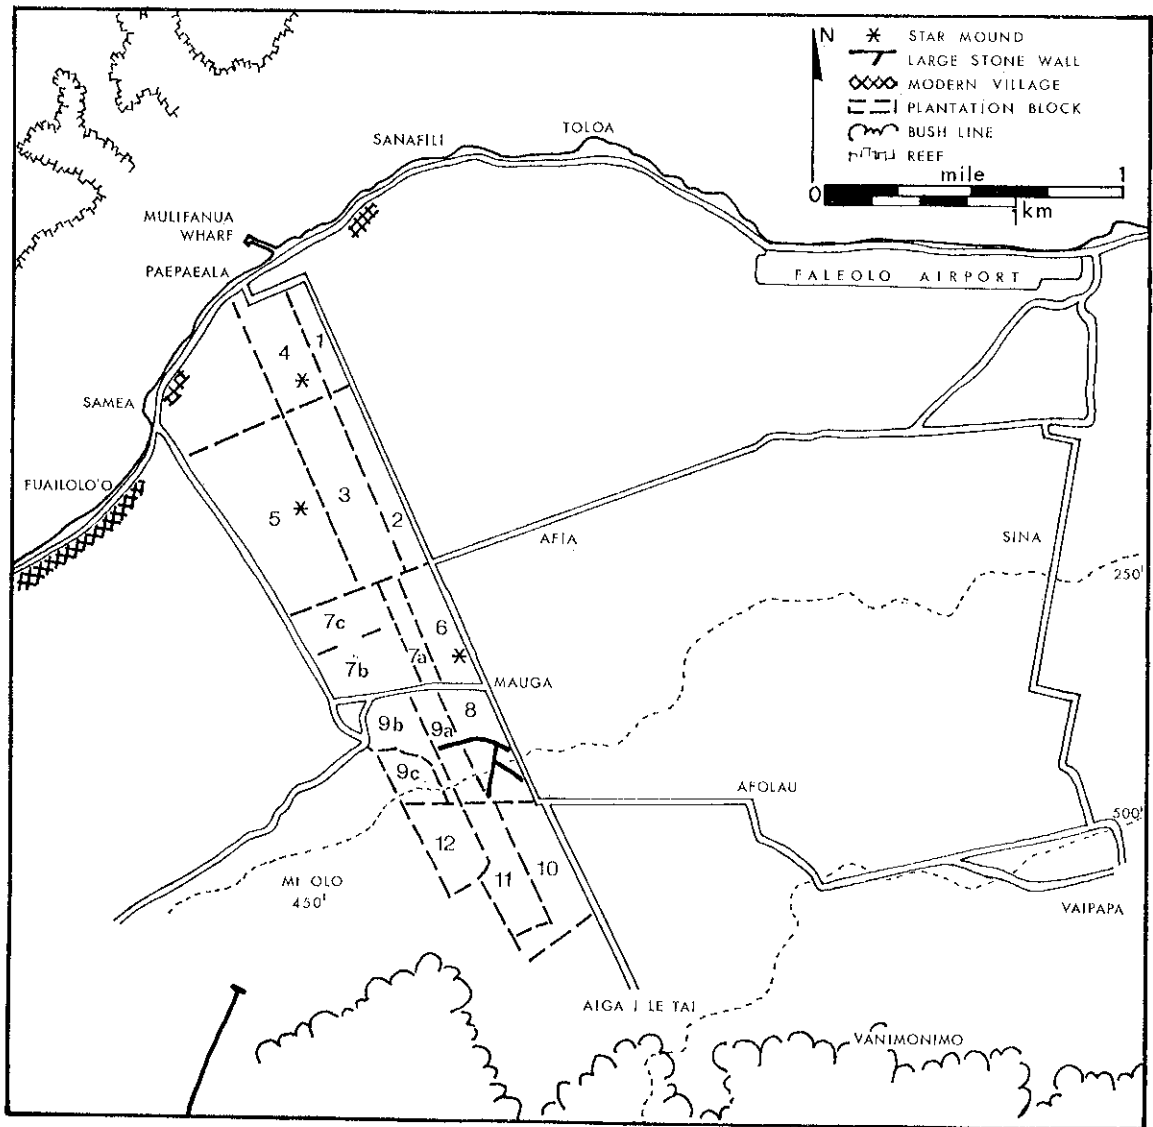 N
STAR MOUND
LARGE STONE WALL
MODERN VILLAGE
PLANTATION BLOCK
BUSH LINE
REEF
mile
0 1
km
1
TOLOA
SANAFILI
MULIFANUA
WHARF
PAEPAEALA
FALEOLO AIRPORT
1
4
SAMEA
FUAILOLO'O
3
5
2
AFIA
SINA
250'
7c
6
7b
7a
MAUGA
8
9b
9a
9c
AFOLAU
500'
12
10
11
MT OLO
450'
VAIPAPA
AIGA I LE TAI
VANIMONIMO